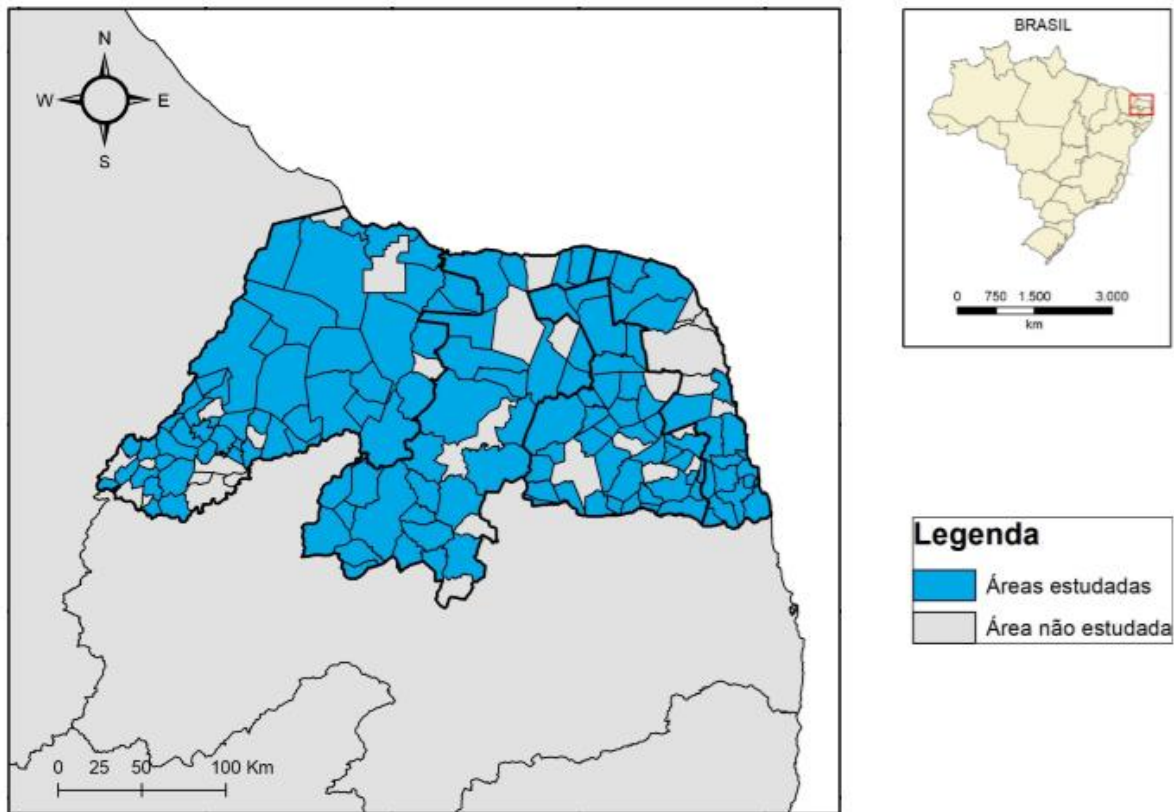 N
W E
S
0 25 50 100 Km
BRASIL
0 750 1.500 3.000
km
Legenda
Áreas estudadas
Área não estudada